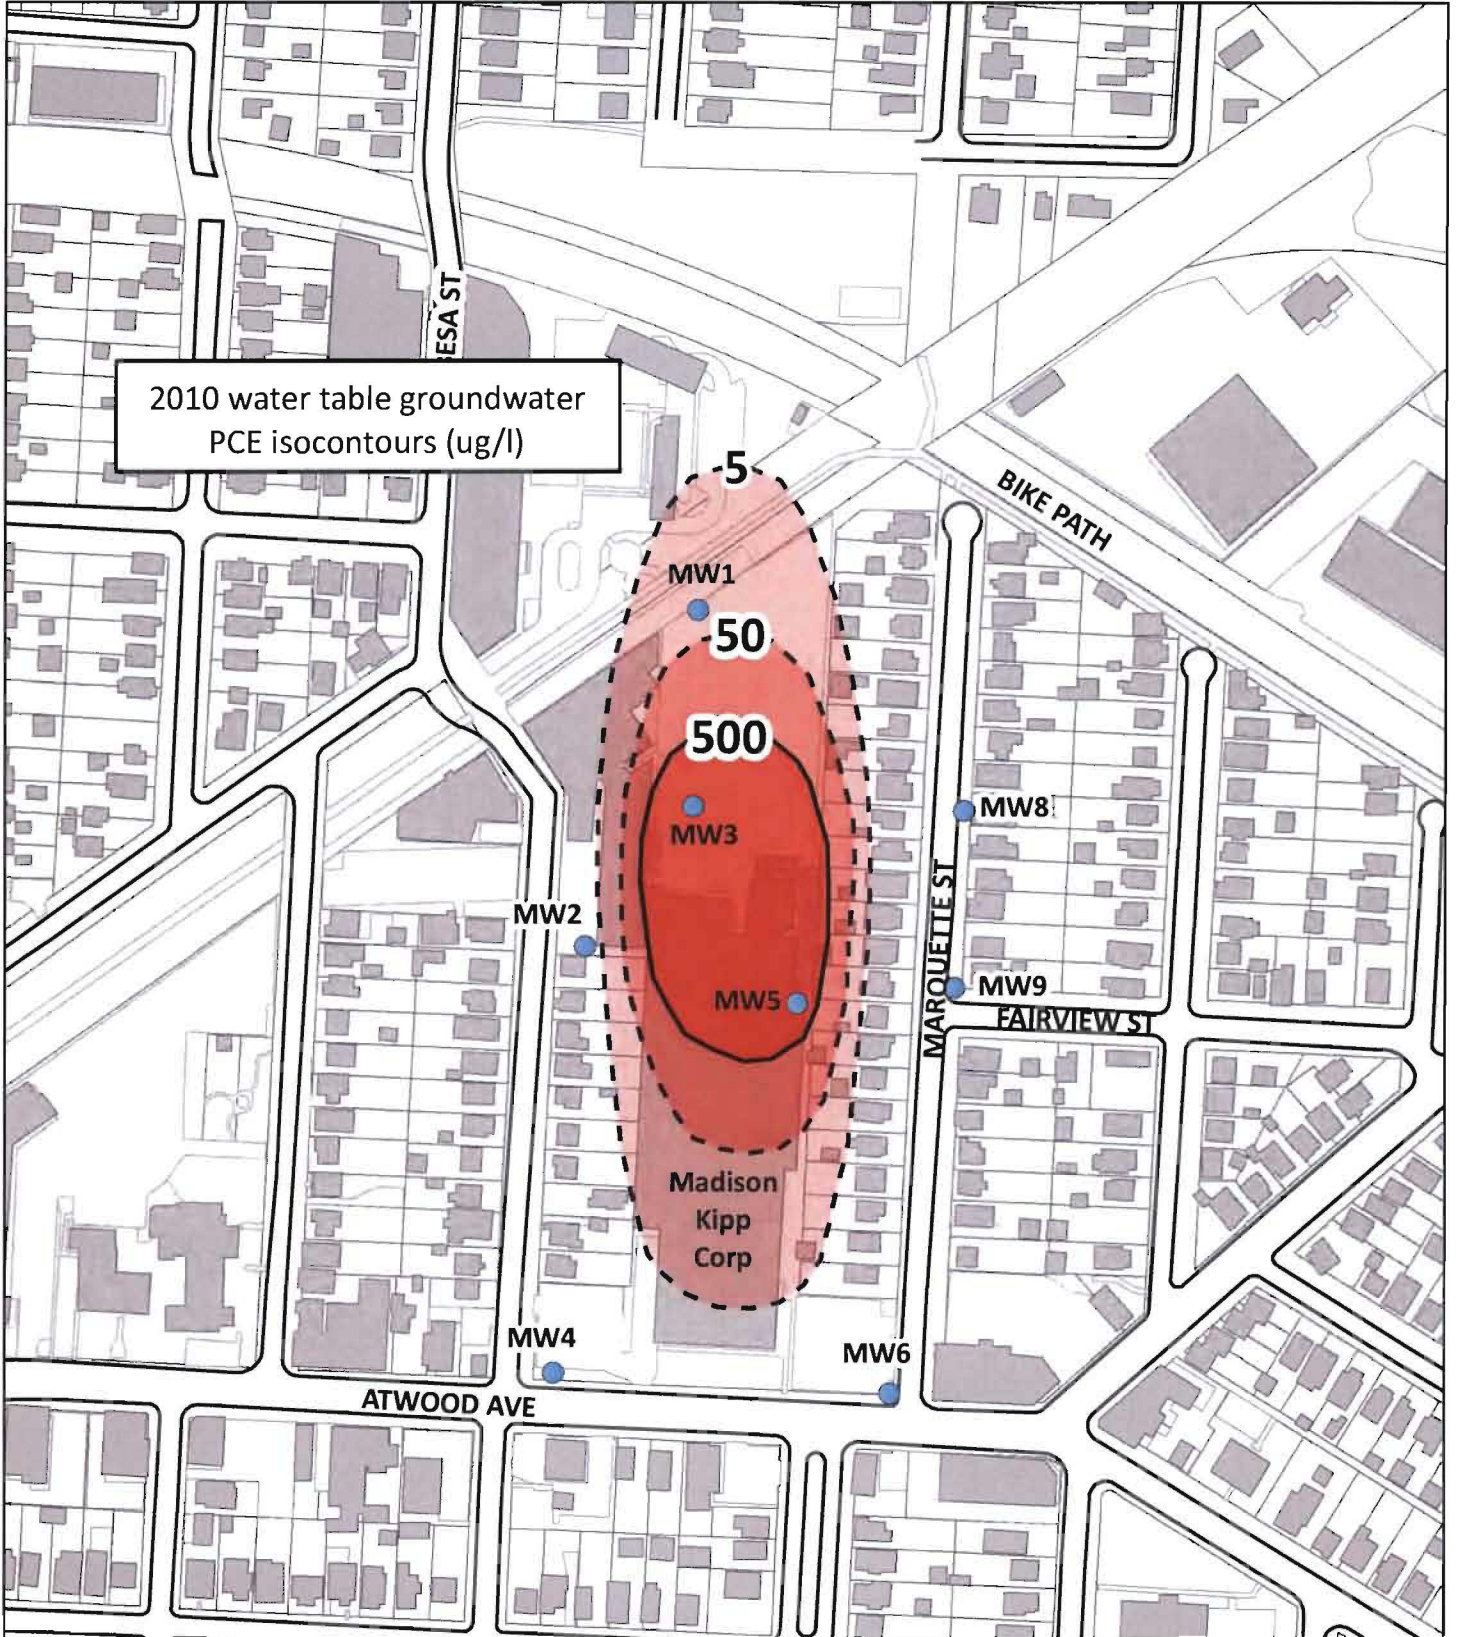 BESA ST
2010 water table groundwater
PCE isocontours (ug/l)
5
BIKE PATH
MW1
50
500
MW3
MW8
MW2
MARQUETTE ST
MW5
MW9
FAIRVIEW ST
Madison
Kipp
Corp
MW4
MW6
ATWOOD AVE